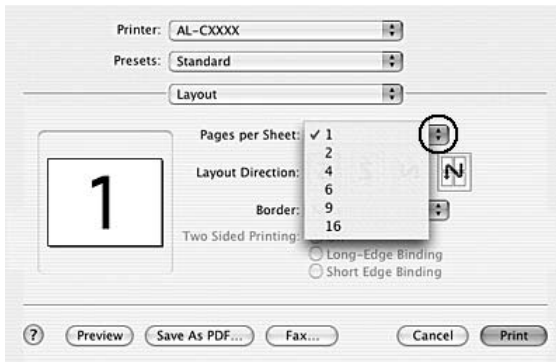 Printer: AL-CXXXX
Presets: Standard
Layout
Pages per Sheet: ✓ 1
2
4
6
9
16
Layout Direction:
Border:
Two Sided Printing:
Long-Edge Binding
Short Edge Binding
1
? Preview Save As PDF... Fax... Cancel Print